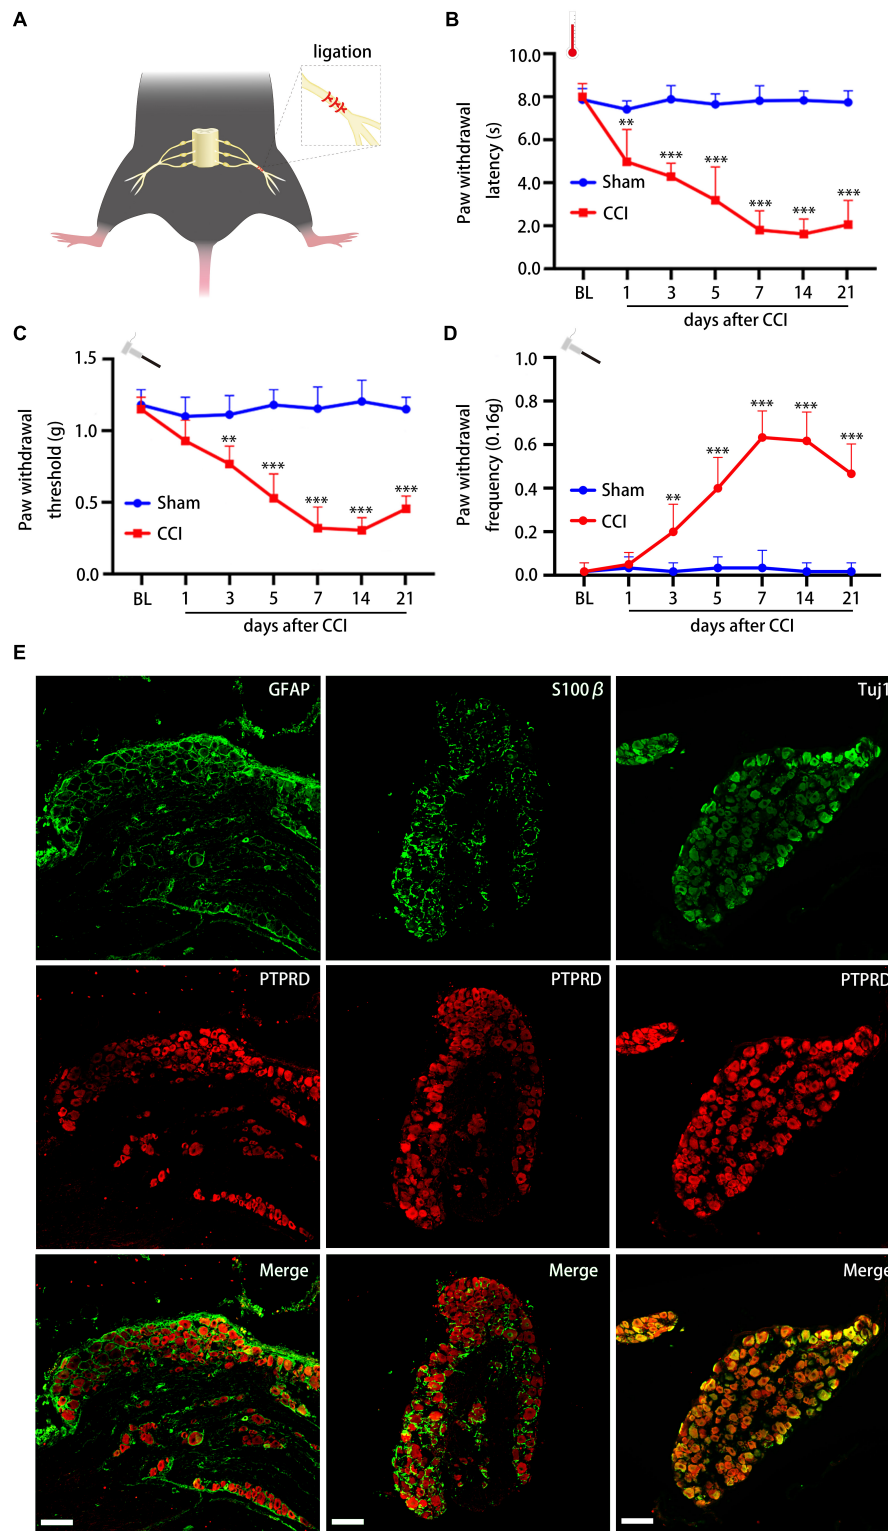 A
ligation
B
Paw withdrawal
latency (s)
10.0
8.0
6.0
4.0
2.0
0.0
**
***
***
***
***
***
Sham
CCI
BL 1 3 5 7 14 21
days after CCI
C
Paw withdrawal
threshold (g)
1.5
1.0
0.5
0.0
**
***
***
***
***
Sham
CCI
BL 1 3 5 7 14 21
days after CCI
D
Paw withdrawal
frequency (0.16g)
1.0
0.8
0.6
0.4
0.2
0.0
**
***
***
***
***
Sham
CCI
BL 1 3 5 7 14 21
days after CCI
E
GFAP
S100β
Tuj1
PTPRD
PTPRD
PTPRD
Merge
Merge
Merge